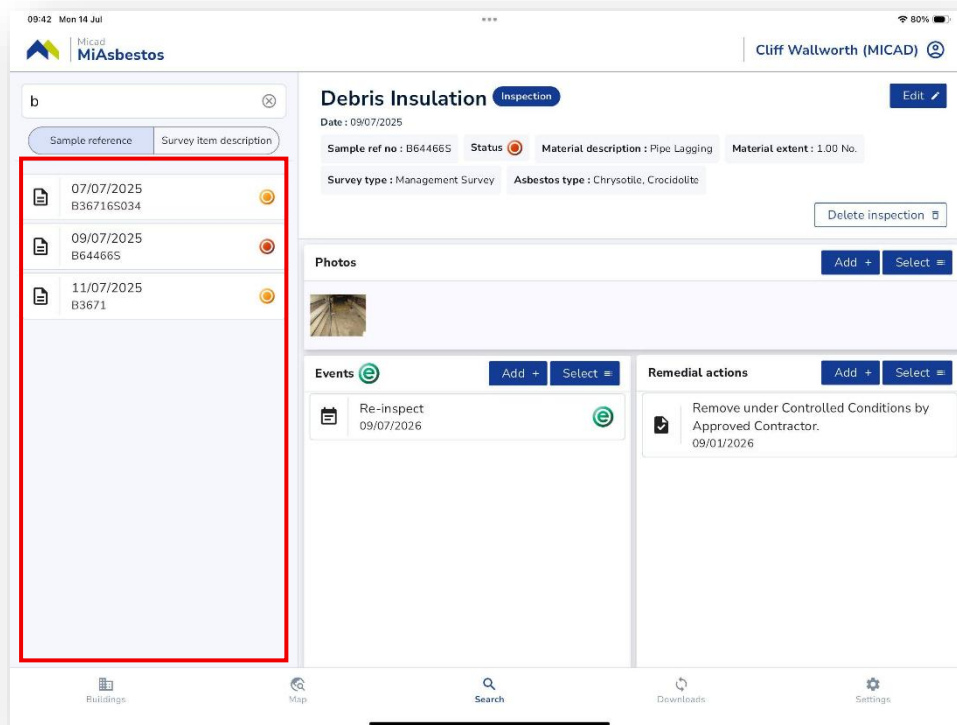 09:42 Mon 14 Jul
80%
Micad
MiAsbestos
Cliff Wallworth (MICAD)
b
Sample reference
Survey item description
07/07/2025
B36716S034
09/07/2025
B64466S
11/07/2025
B3671
Debris Insulation Inspection
Edit
Date : 09/07/2025
Sample ref no : B64466S Status Material description : Pipe Lagging Material extent : 1.00 No.
Survey type : Management Survey Asbestos type : Chrysotile, Crocidolite
Delete inspection
Photos
Add +
Select
Events e
Add +
Select
Re-inspect
09/07/2026
e
Remedial actions
Add +
Select
Remove under Controlled Conditions by
Approved Contractor.
09/01/2026
Buildings
Map
Search
Downloads
Settings